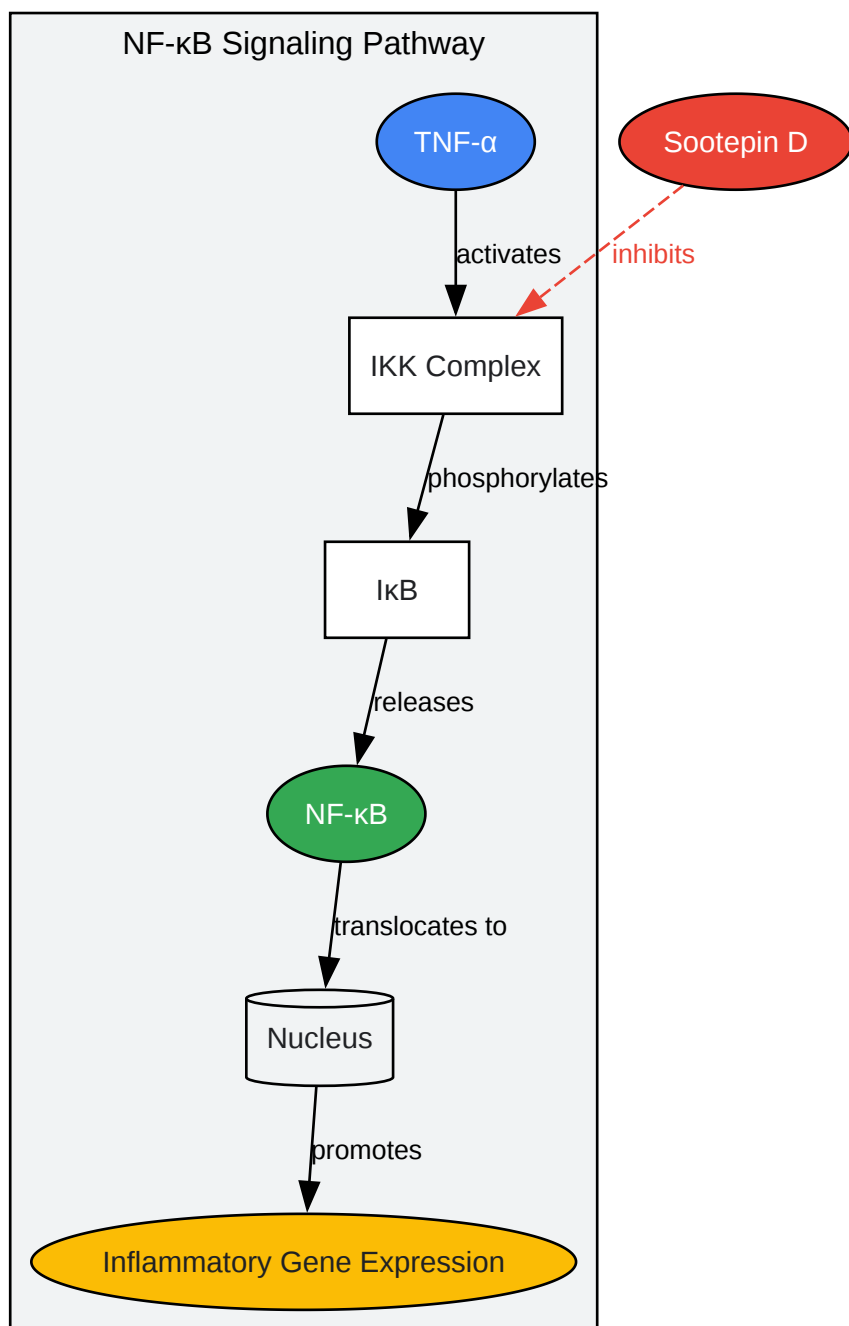 NF-κB Signaling Pathway
TNF-α
Sootepin D
activates
inhibits
IKK Complex
phosphorylates
IκB
releases
NF-κB
translocates to
Nucleus
promotes
Inflammatory Gene Expression